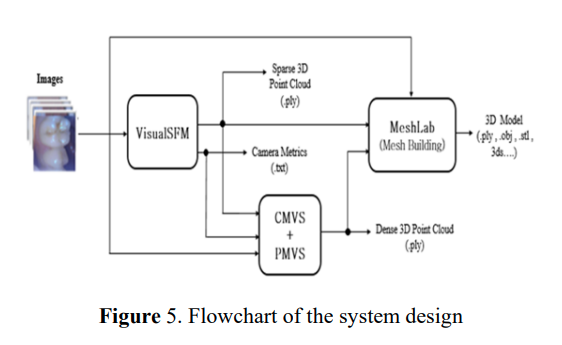 Images
VisualSFM
Sparse 3D
Point Cloud
(.ply)
Camera Metrics
(.txt)
CMVS
+
PMVS
MeshLab
(Mesh Building)
3D Model
(.ply, .obj, .stl,
3ds....)
Dense 3D Point Cloud
(.ply)
Figure 5. Flowchart of the system design